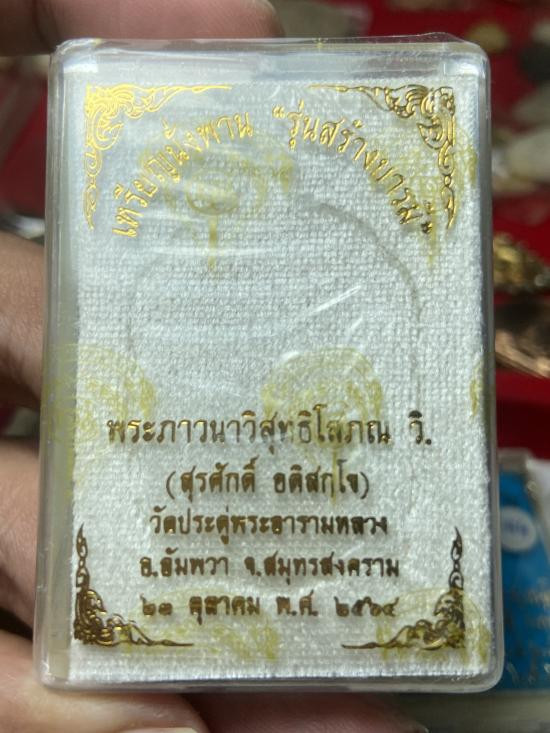 เหรียญนั่งพาน "รุ่นสร้างบารมี"
พระภาวนาวิสุทธิโสภณ วิ.
(สุรศักดิ์ อติสกฺโข)
วัดประดู่พระอารามหลวง
อ.อัมพวา จ.สมุทรสงคราม
๒๓ ตุลาคม พ.ศ. ๒๕๖๔